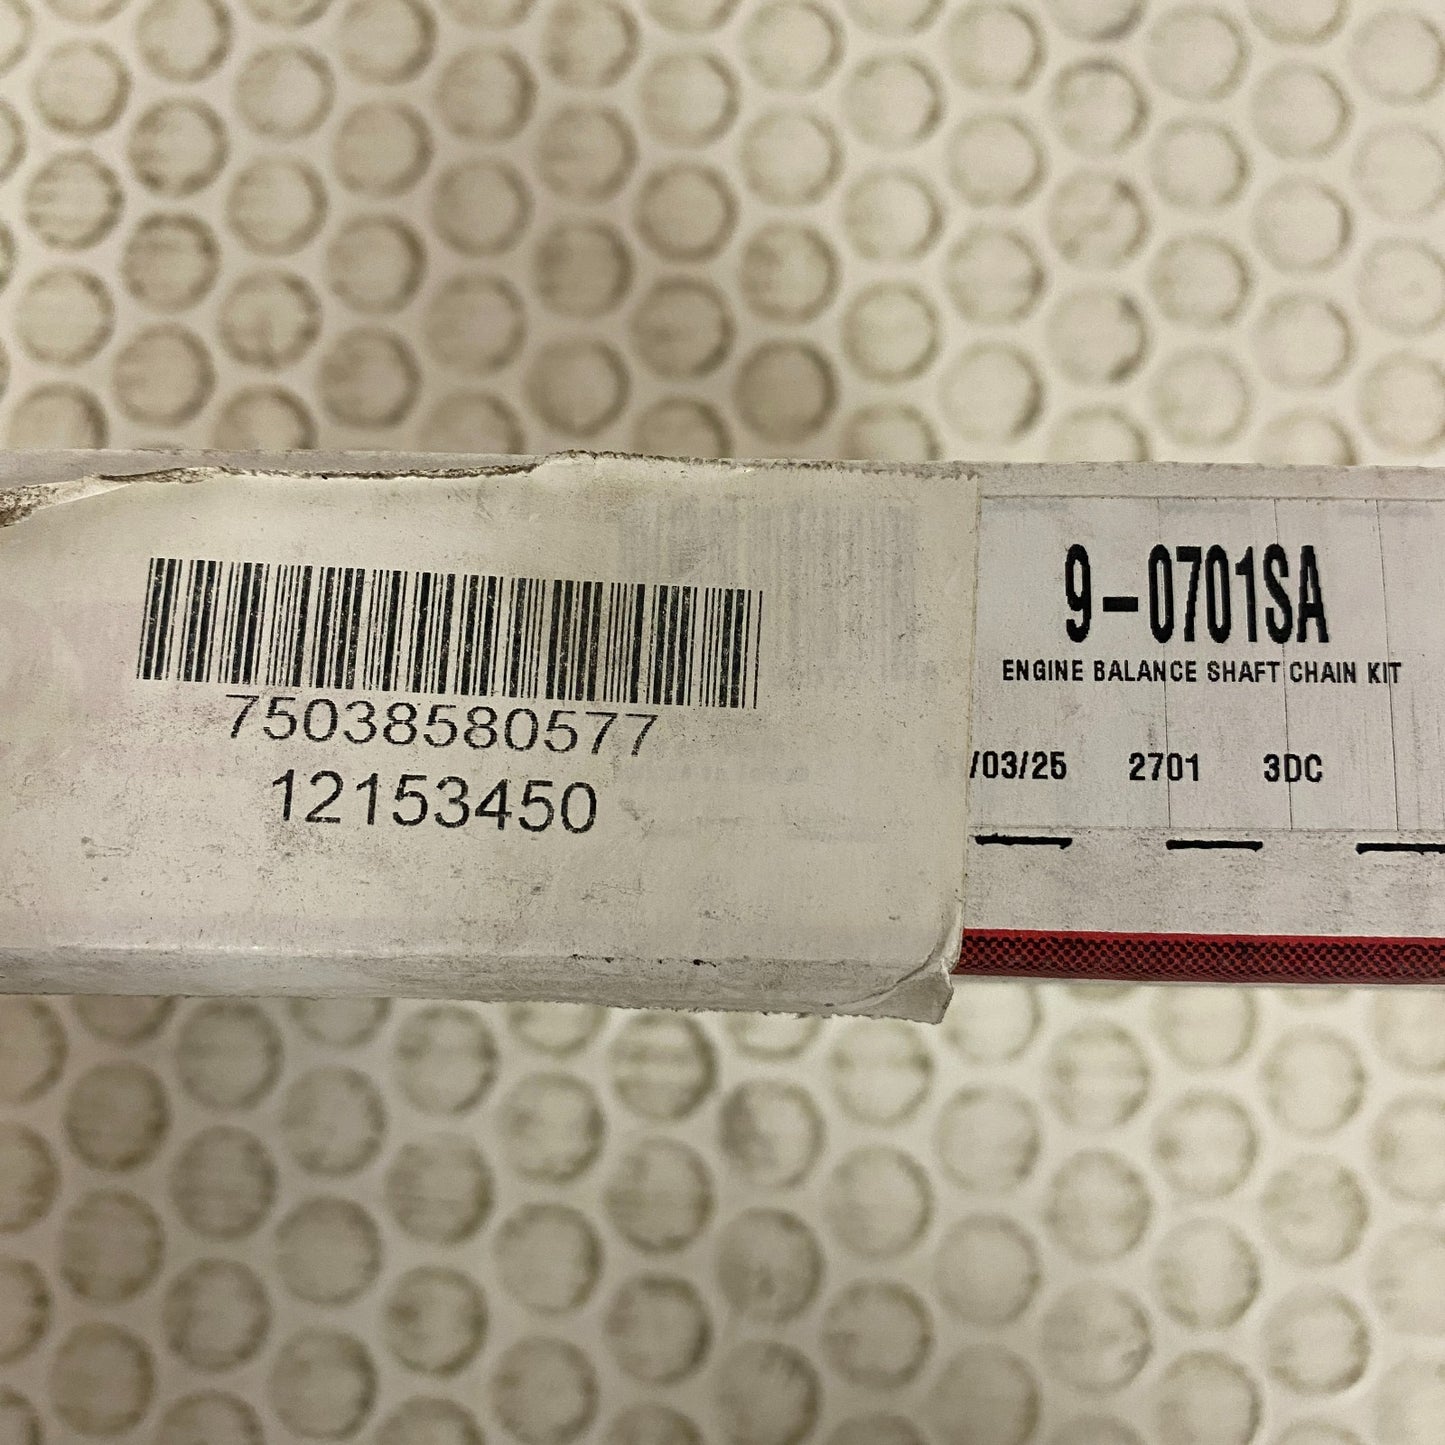 75038580577
12153450
9-0701SA
ENGINE BALANCE SHAFT CHAIN KIT
/03/25 2701 3DC